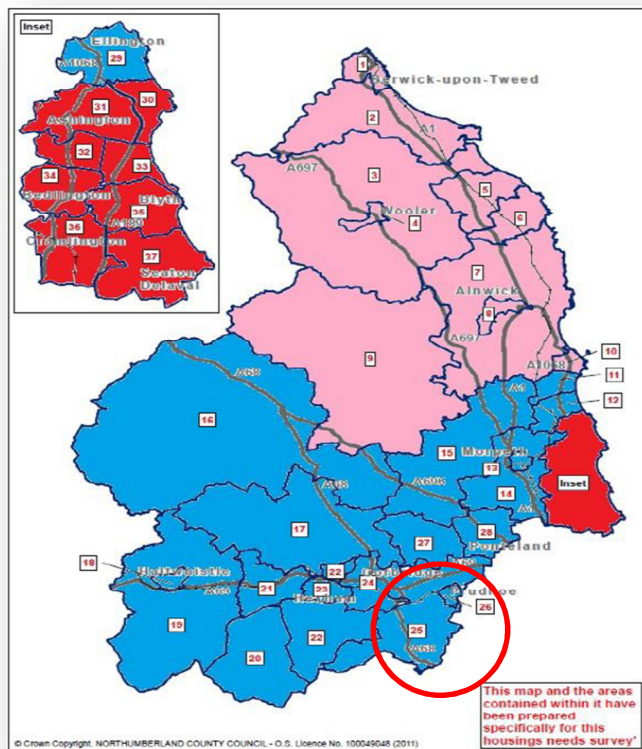 Inset
Ellington
29
A1068
31
30
Ashington
32
33
34
Bedlington
Blyth
35
A189
36
Cramlington
37
Seaton
Delaval
1
Berwick-upon-Tweed
2
A1
A697
3
5
Wooler
4
6
7
Alnwick
8
9
A697
10
A1068
11
A68
A1
12
16
15
Morpeth
13
Inset
A68
A696
14
A1
17
28
27
Ponteland
18
Haltwhistle
22
A69
21
23
24
Hexham
Prudhoe
26
19
25
22
20
A68
This map and the areas
contained within it have
been prepared
specifically for this
housings needs survey'
© Crown Copyright. NORTHUMBERLAND COUNTY COUNCIL - O.S. Licence No. 100049048 (2011)